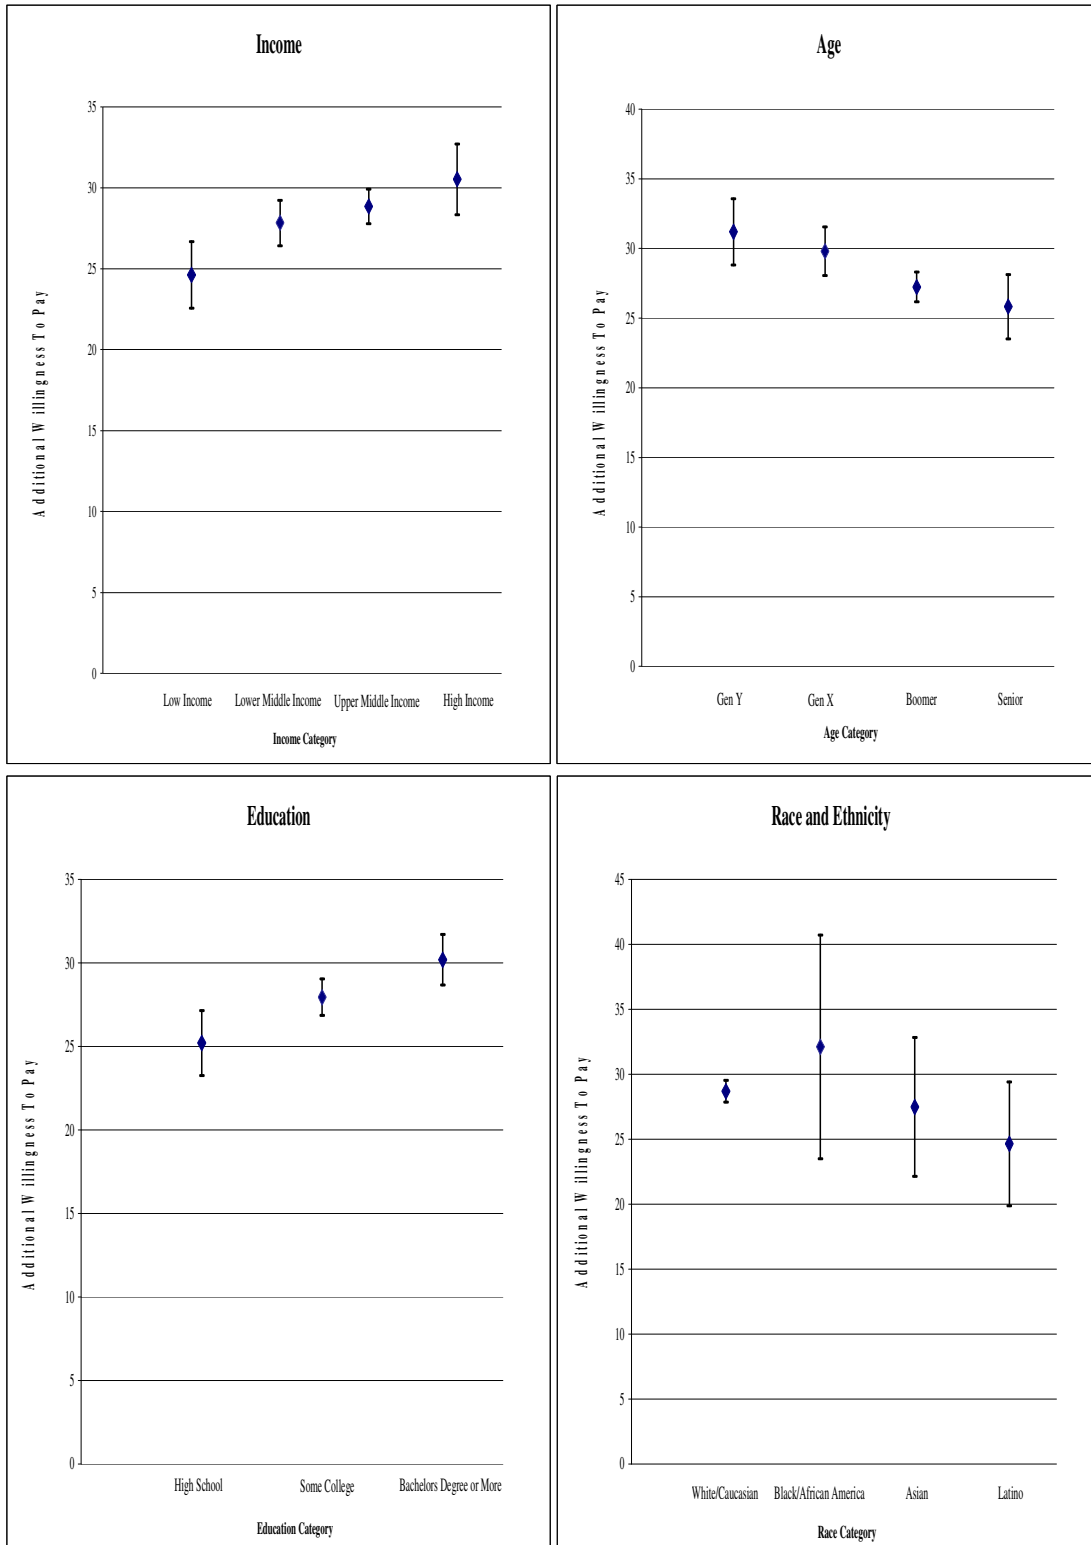 Income
35
30
25
20
15
10
5
0
Additional Willingness To Pay
Low Income Lower Middle Income Upper Middle Income High Income
Income Category
Age
40
35
30
25
20
15
10
5
0
Additional Willingness To Pay
Gen Y Gen X Boomer Senior
Age Category
Education
35
30
25
20
15
10
5
0
Additional Willingness To Pay
High School Some College Bachelors Degree or More
Education Category
Race and Ethnicity
45
40
35
30
25
20
15
10
5
0
Additional Willingness To Pay
White/Caucasian Black/African America Asian Latino
Race Category